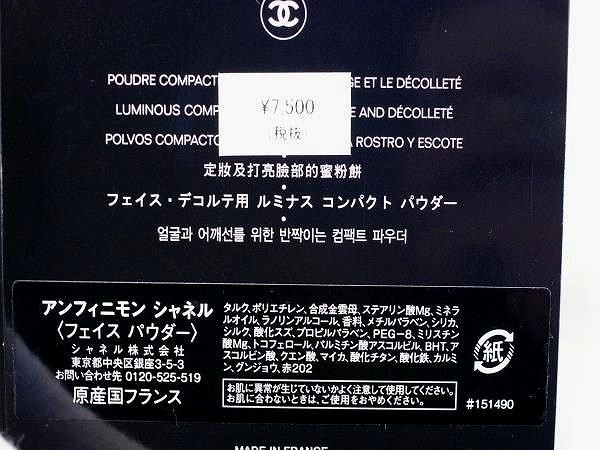 POUDRE COMPACT GE ET LE DÉCOLLETÉ
LUMINOUS COMP E AND DÉCOLLETÉ
POLVOS COMPACTO A ROSTRO Y ESCOTE
¥7,500
(税抜)
定妝及打亮臉部的蜜粉餅
フェイス・デコルテ用 ルミナス コンパクト パウダー
얼굴과 어깨선를 위한 반짝이는 컴팩트 파우더
アンフィニモン シャネル
〈フェイス パウダー〉
シャネル株式会社
東京都中央区銀座3-5-3
お問い合わせ先 0120-525-519
原産国フランス
タルク、ポリエチレン、合成金雲母、ステアリン酸Mg、ミネラ
ルオイル、ラノリンアルコール、香料、メチルパラベン、シリカ、
シルク、酸化スズ、プロピルパラベン、PEG-8、ミリスチン
酸Mg、トコフェロール、パルミチン酸アスコルビル、BHT、ア
スコルビン酸、クエン酸、マイカ、酸化チタン、酸化鉄、カルミ
ン、グンジョウ、赤202
お肌に異常が生じていないかよく注意して使用してください。
お肌に合わないときは、ご使用をおやめください。
紙
#151490
MADE IN FRANCE